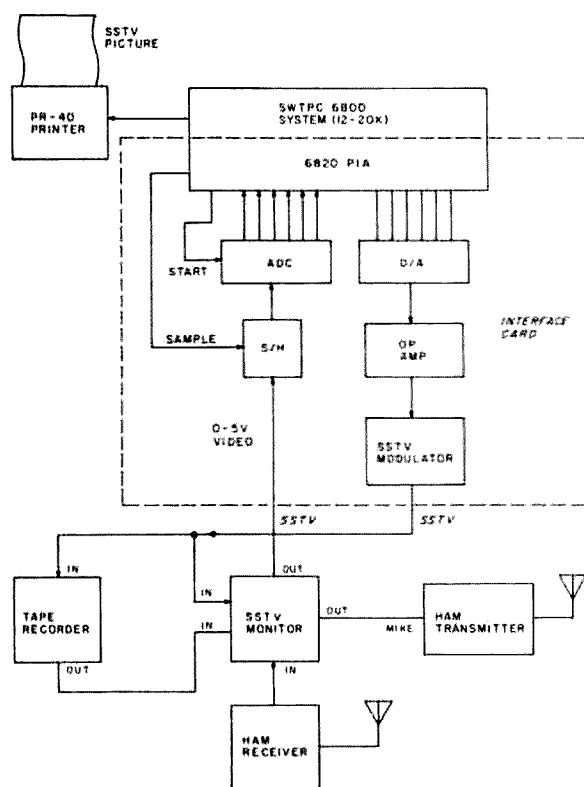 SSTV
PICTURE
PR-40
PRINTER
SWTPC 6800
SYSTEM (12-20K)
6820 PIA
START
ADC
D/A
SAMPLE
S/H
OP
AMP
INTERFACE
CARD
0-5V
VIDEO
SSTV
MODULATOR
SSTV
SSTV
IN
OUT
TAPE
RECORDER
IN
IN
SSTV
MONITOR
OUT
MIKE
HAM
TRANSMITTER
OUT
IN
HAM
RECEIVER